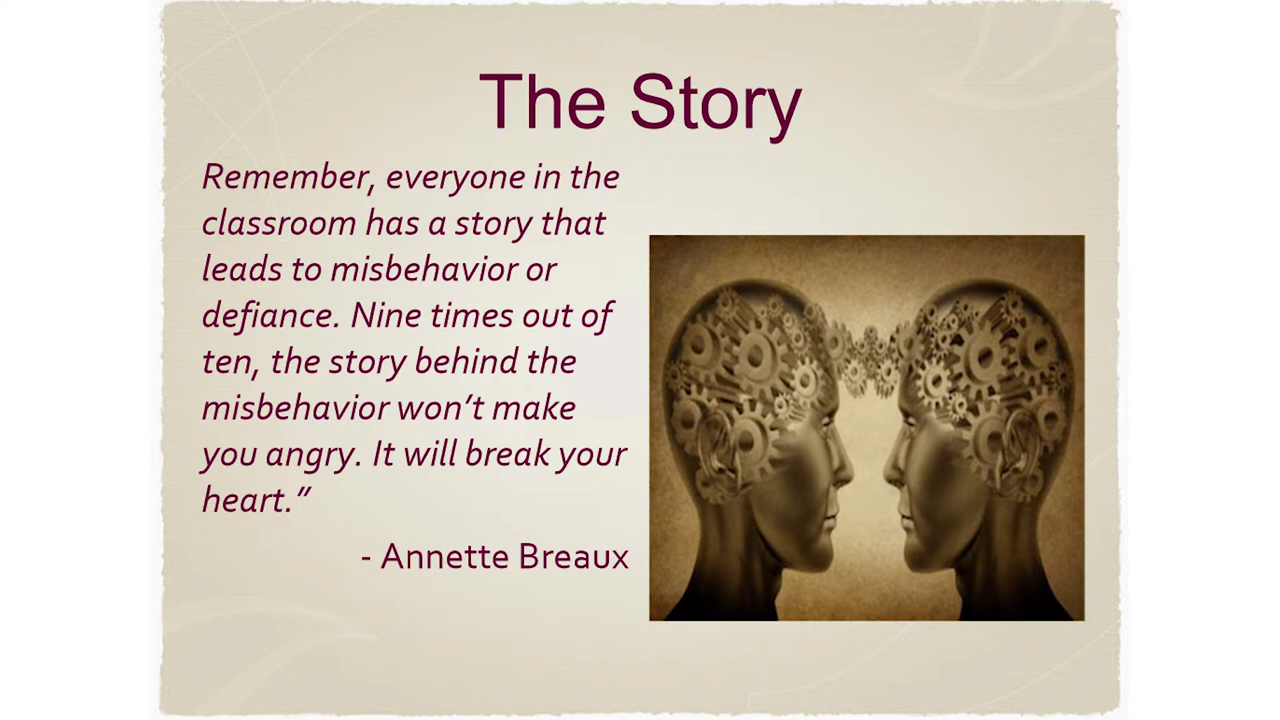 The Story
Remember, everyone in the
classroom has a story that
leads to misbehavior or
defiance. Nine times out of
ten, the story behind the
misbehavior won’t make
you angry. It will break your
heart.”
- Annette Breaux